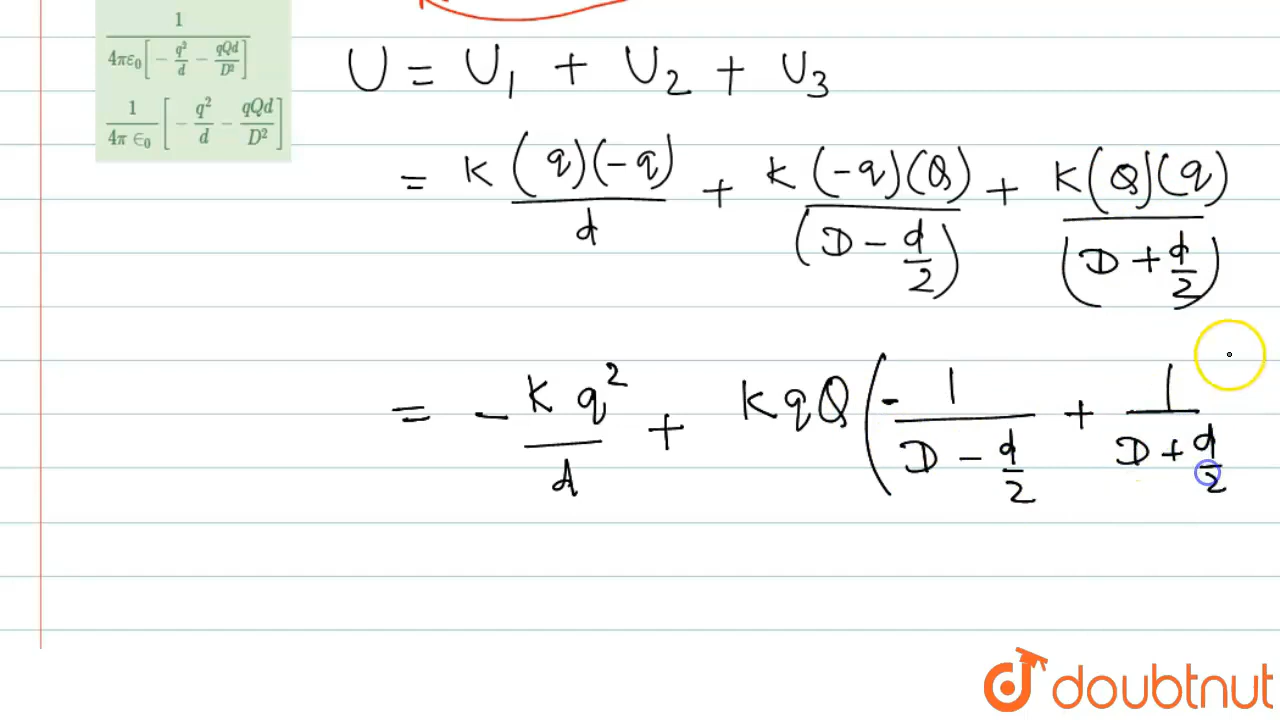 1/(4πε₀[−q²/d − qQd/D²])
1/(4π ∈₀) [−q²/d − qQd/D²]
U = U₁ + U₂ + U₃
= K(q)(−q)/d + K(−q)(Q)/(D − d/2) + K(Q)(q)/(D + d/2)
= −Kq²/d + KqQ(−1/(D − d/2) + 1/(D + d/2)
doubtnut